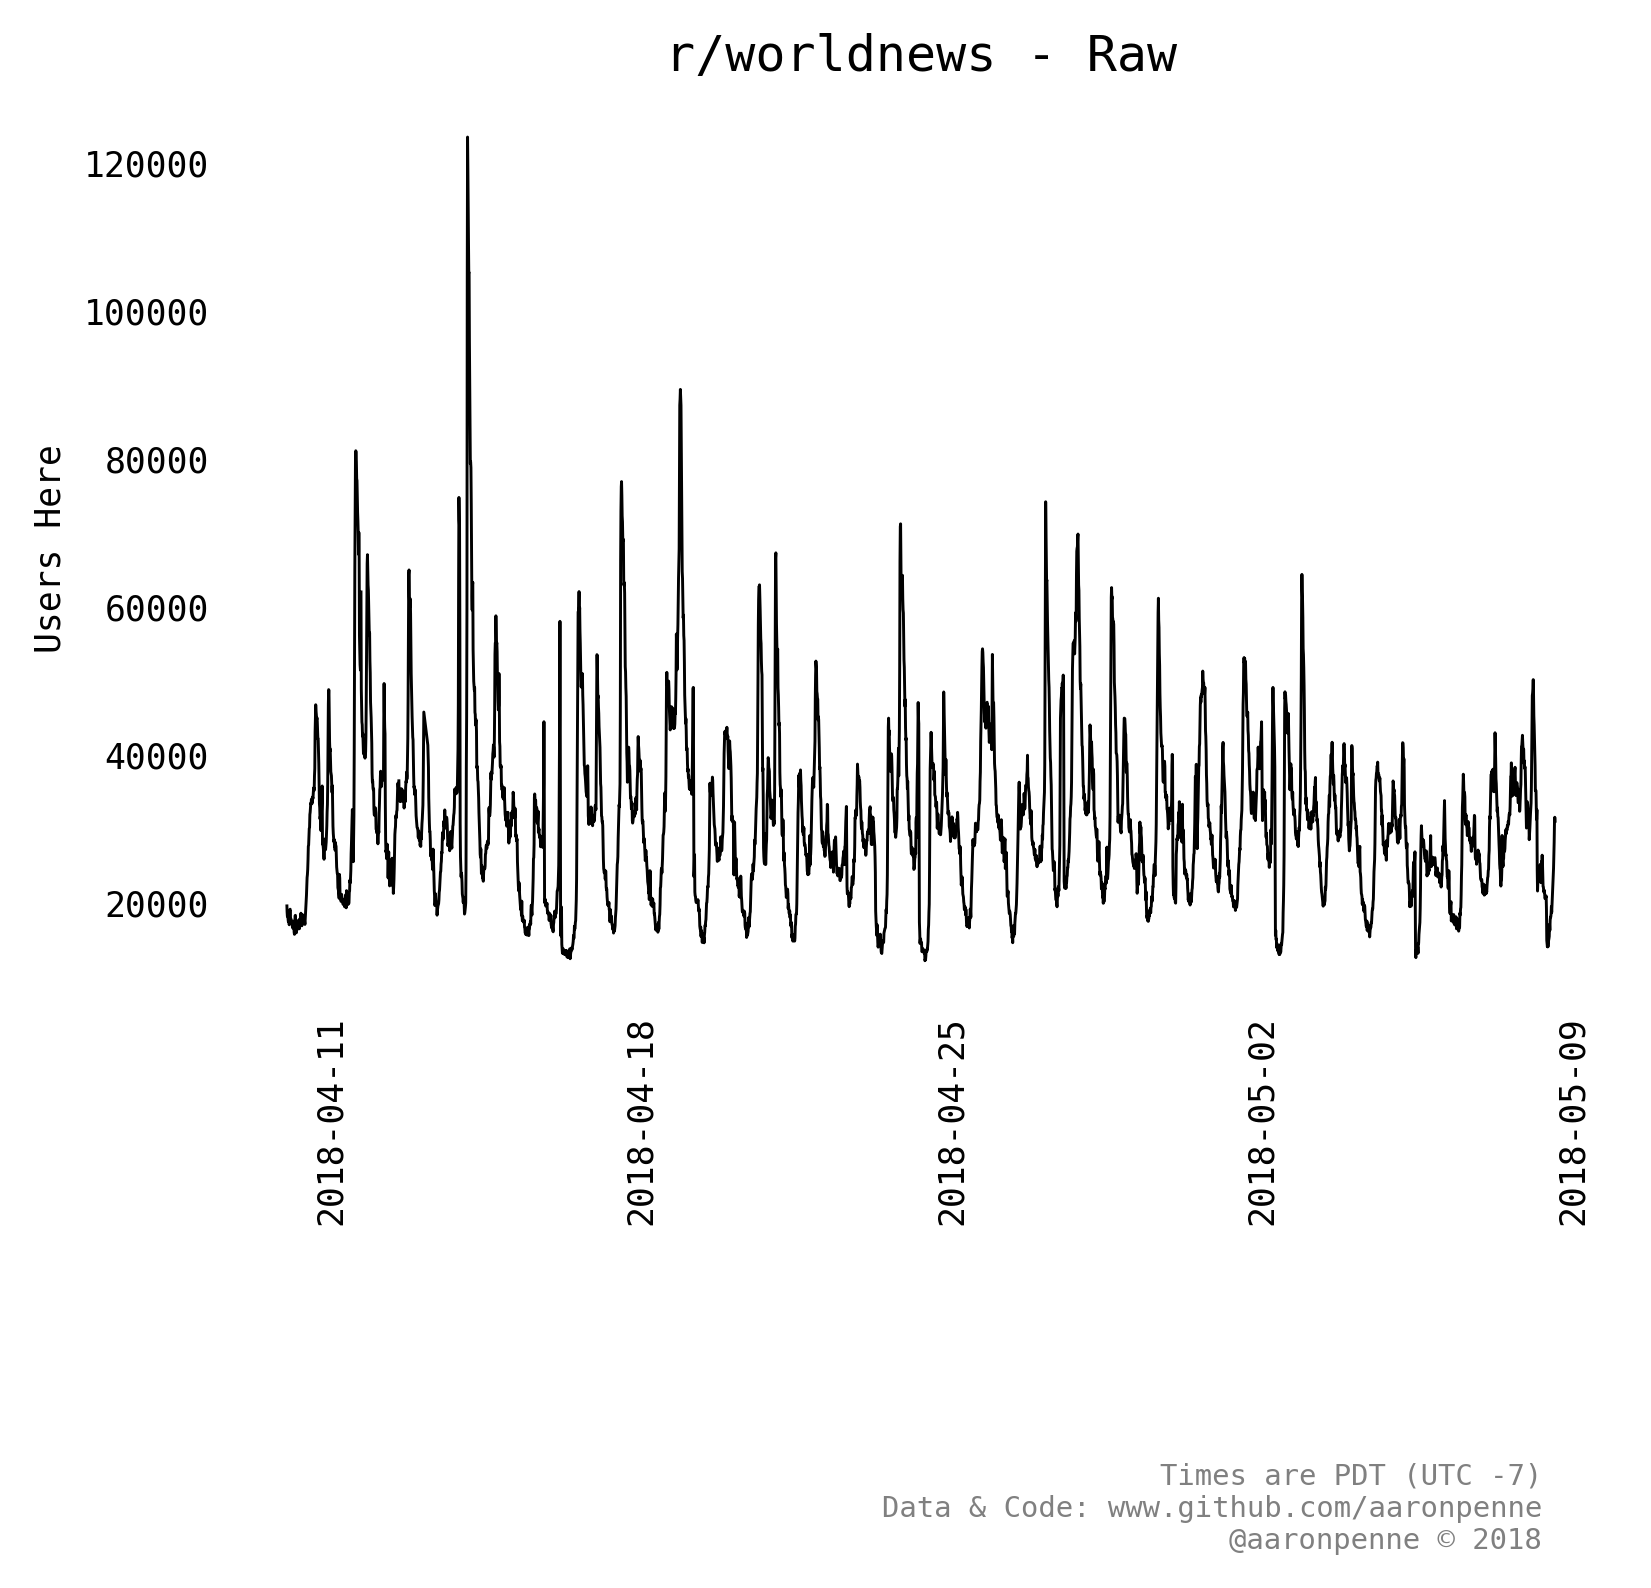 r/worldnews - Raw
Users Here
120000
100000
80000
60000
40000
20000
2018-04-11
2018-04-18
2018-04-25
2018-05-02
2018-05-09
Times are PDT (UTC -7)
Data & Code: www.github.com/aaronpenne
@aaronpenne © 2018